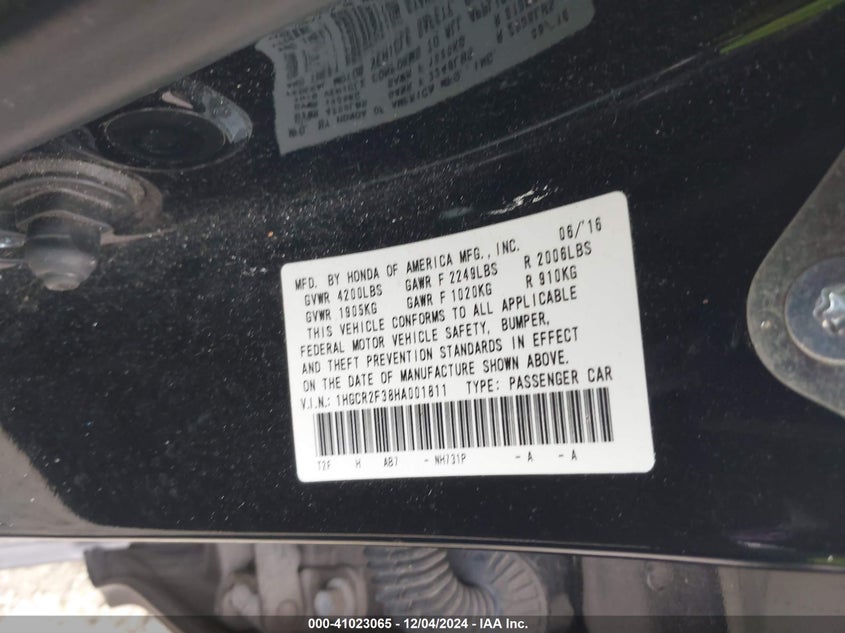 MFD. BY HONDA OF AMERICA MFG., INC. 06/'16
GVWR 4200LBS GAWR F 2249LBS R 2006LBS
GVWR 1905KG GAWR F 1020KG R 910KG
THIS VEHICLE CONFORMS TO ALL APPLICABLE
FEDERAL MOTOR VEHICLE SAFETY, BUMPER,
AND THEFT PREVENTION STANDARDS IN EFFECT
ON THE DATE OF MANUFACTURE SHOWN ABOVE.
V.I.N.: 1HGCR2F38HA001811 TYPE: PASSENGER CAR
T2F H AB7 - NH731P - A - A
000-41023065 - 12/04/2024 - IAA Inc.